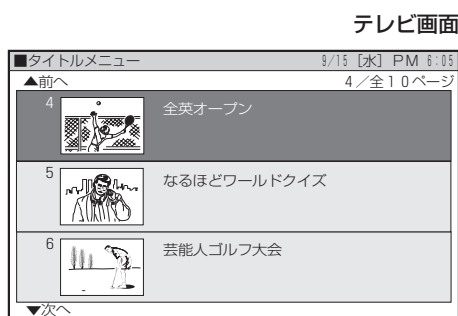 テレビ画面
■タイトルメニュー 9/15 [水] PM 6:05
▲前へ 4／全10ページ
4 全英オープン
5 なるほどワールドクイズ
6 芸能人ゴルフ大会
▼次へ